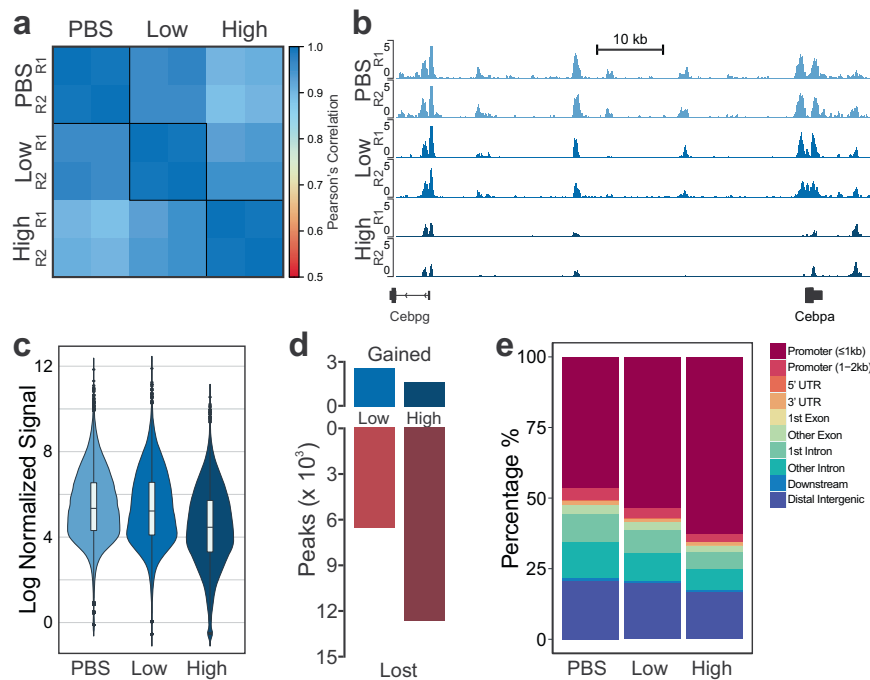 a
PBS Low High
PBS
R1
R2
Low
R1
R2
High
R1
R2
1.0
0.9
0.8
0.7
0.6
0.5
Pearson's Correlation
b
10 kb
PBS
R1
5
0
R2
5
0
Low
R1
5
0
R2
5
0
High
R1
5
0
R2
5
0
Cebpg
Cebpa
c
Log Normalized Signal
12
8
4
0
PBS Low High
d
Gained
3
0
Low High
Peaks (x 10³)
0
3
6
9
12
15
Lost
e
Percentage %
100
75
50
25
0
PBS Low High
Promoter (≤1kb)
Promoter (1−2kb)
5' UTR
3' UTR
1st Exon
Other Exon
1st Intron
Other Intron
Downstream
Distal Intergenic